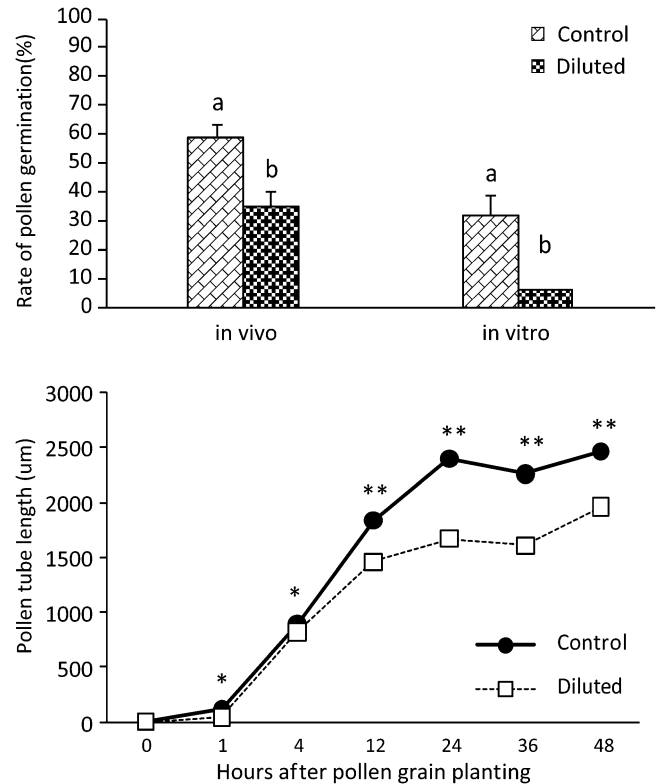 Rate of pollen germination(%)
100
90
80
70
60
50
40
30
20
10
0
Control
Diluted
a
b
a
b
in vivo
in vitro
Pollen tube length (um)
3000
2500
2000
1500
1000
500
0
*
*
**
**
**
**
Control
Diluted
0 1 4 12 24 36 48
Hours after pollen grain planting